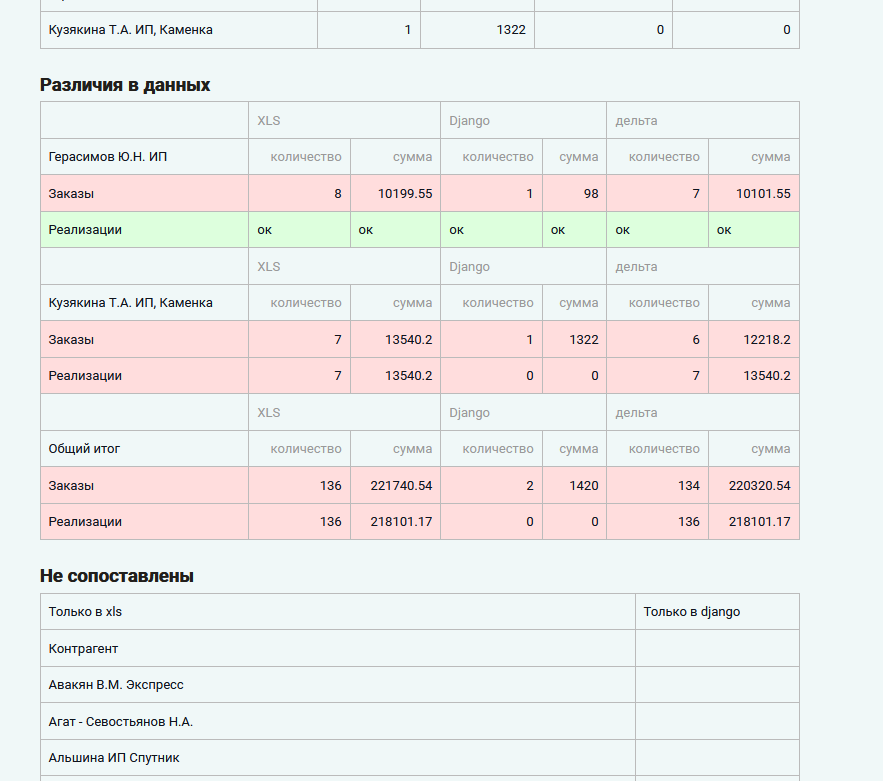 Кузякина Т.А. ИП, Каменка 1 1322 0 0
Различия в данных
XLS Django дельта
Герасимов Ю.Н. ИП количество сумма количество сумма количество сумма
Заказы 8 10199.55 1 98 7 10101.55
Реализации ок ок ок ок ок ок
XLS Django дельта
Кузякина Т.А. ИП, Каменка количество сумма количество сумма количество сумма
Заказы 7 13540.2 1 1322 6 12218.2
Реализации 7 13540.2 0 0 7 13540.2
XLS Django дельта
Общий итог количество сумма количество сумма количество сумма
Заказы 136 221740.54 2 1420 134 220320.54
Реализации 136 218101.17 0 0 136 218101.17
Не сопоставлены
Только в xls Только в django
Контрагент
Авакян В.М. Экспресс
Агат - Севостьянов Н.А.
Альшина ИП Спутник